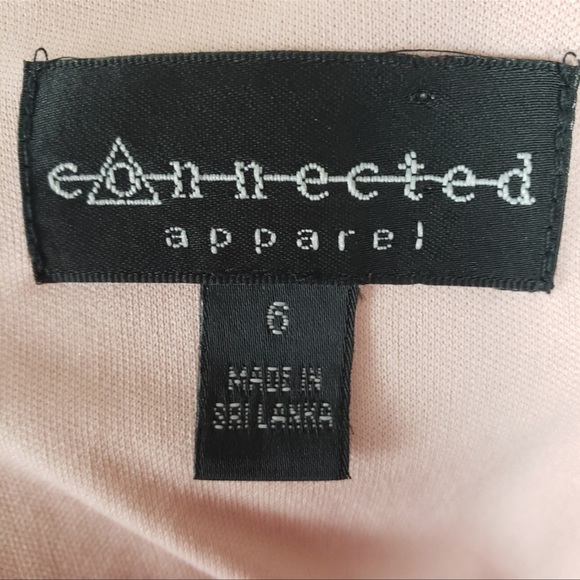 connected
apparel
6
MADE IN
SRI LANKA